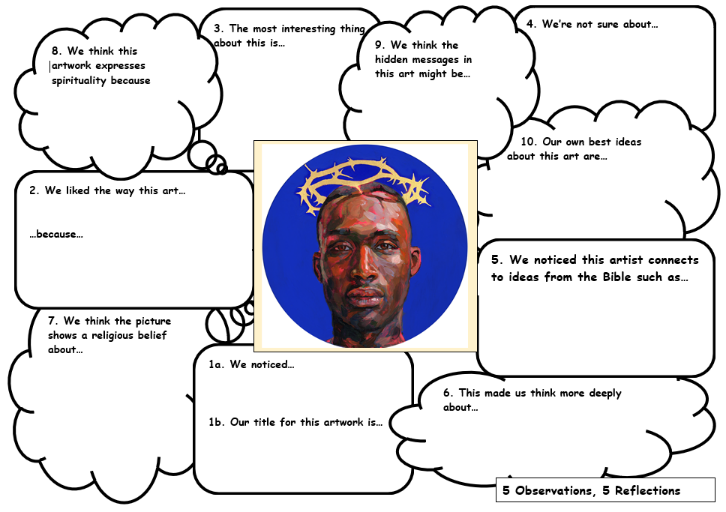 8. We think this
artwork expresses
spirituality because
3. The most interesting thing
about this is…
9. We think the
hidden messages in
this art might be…
4. We're not sure about…
10. Our own best ideas
about this art are…
2. We liked the way this art…
…because…
5. We noticed this artist connects
to ideas from the Bible such as…
7. We think the picture
shows a religious belief
about…
1a. We noticed…
1b. Our title for this artwork is…
6. This made us think more deeply
about…
5 Observations, 5 Reflections